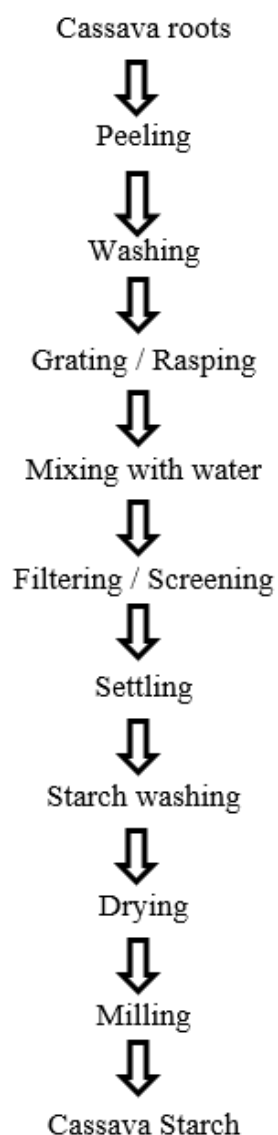 Cassava roots
Peeling
Washing
Grating / Rasping
Mixing with water
Filtering / Screening
Settling
Starch washing
Drying
Milling
Cassava Starch